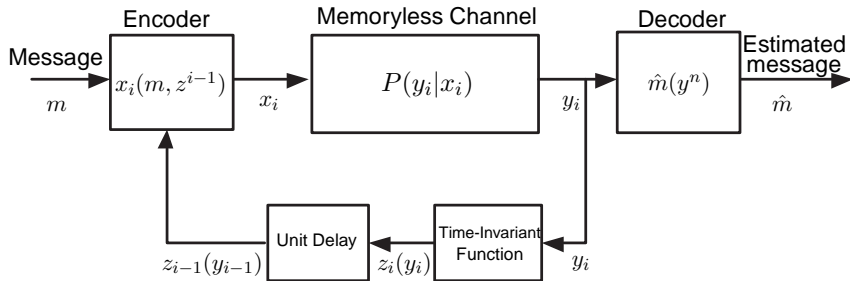 Encoder
Memoryless Channel
Decoder
Message
Estimated
message
x_i(m, z^{i-1})
P(y_i|x_i)
m̂(y^n)
m
x_i
y_i
m̂
Unit Delay
Time-Invariant
Function
z_{i-1}(y_{i-1})
z_i(y_i)
y_i